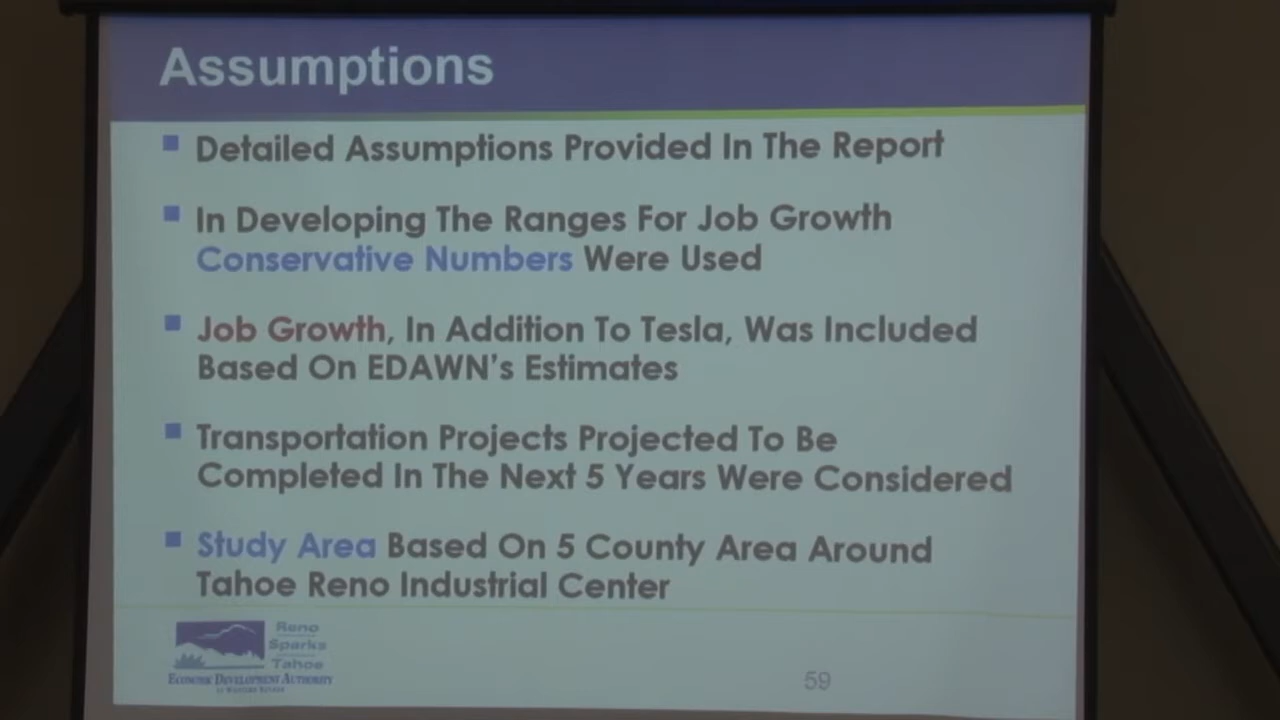 Assumptions
Detailed Assumptions Provided In The Report
In Developing The Ranges For Job Growth
Conservative Numbers Were Used
Job Growth, In Addition To Tesla, Was Included
Based On EDAWN's Estimates
Transportation Projects Projected To Be
Completed In The Next 5 Years Were Considered
Study Area Based On 5 County Area Around
Tahoe Reno Industrial Center
Reno
Sparks
Tahoe
Economic Development Authority
of Western Nevada
59